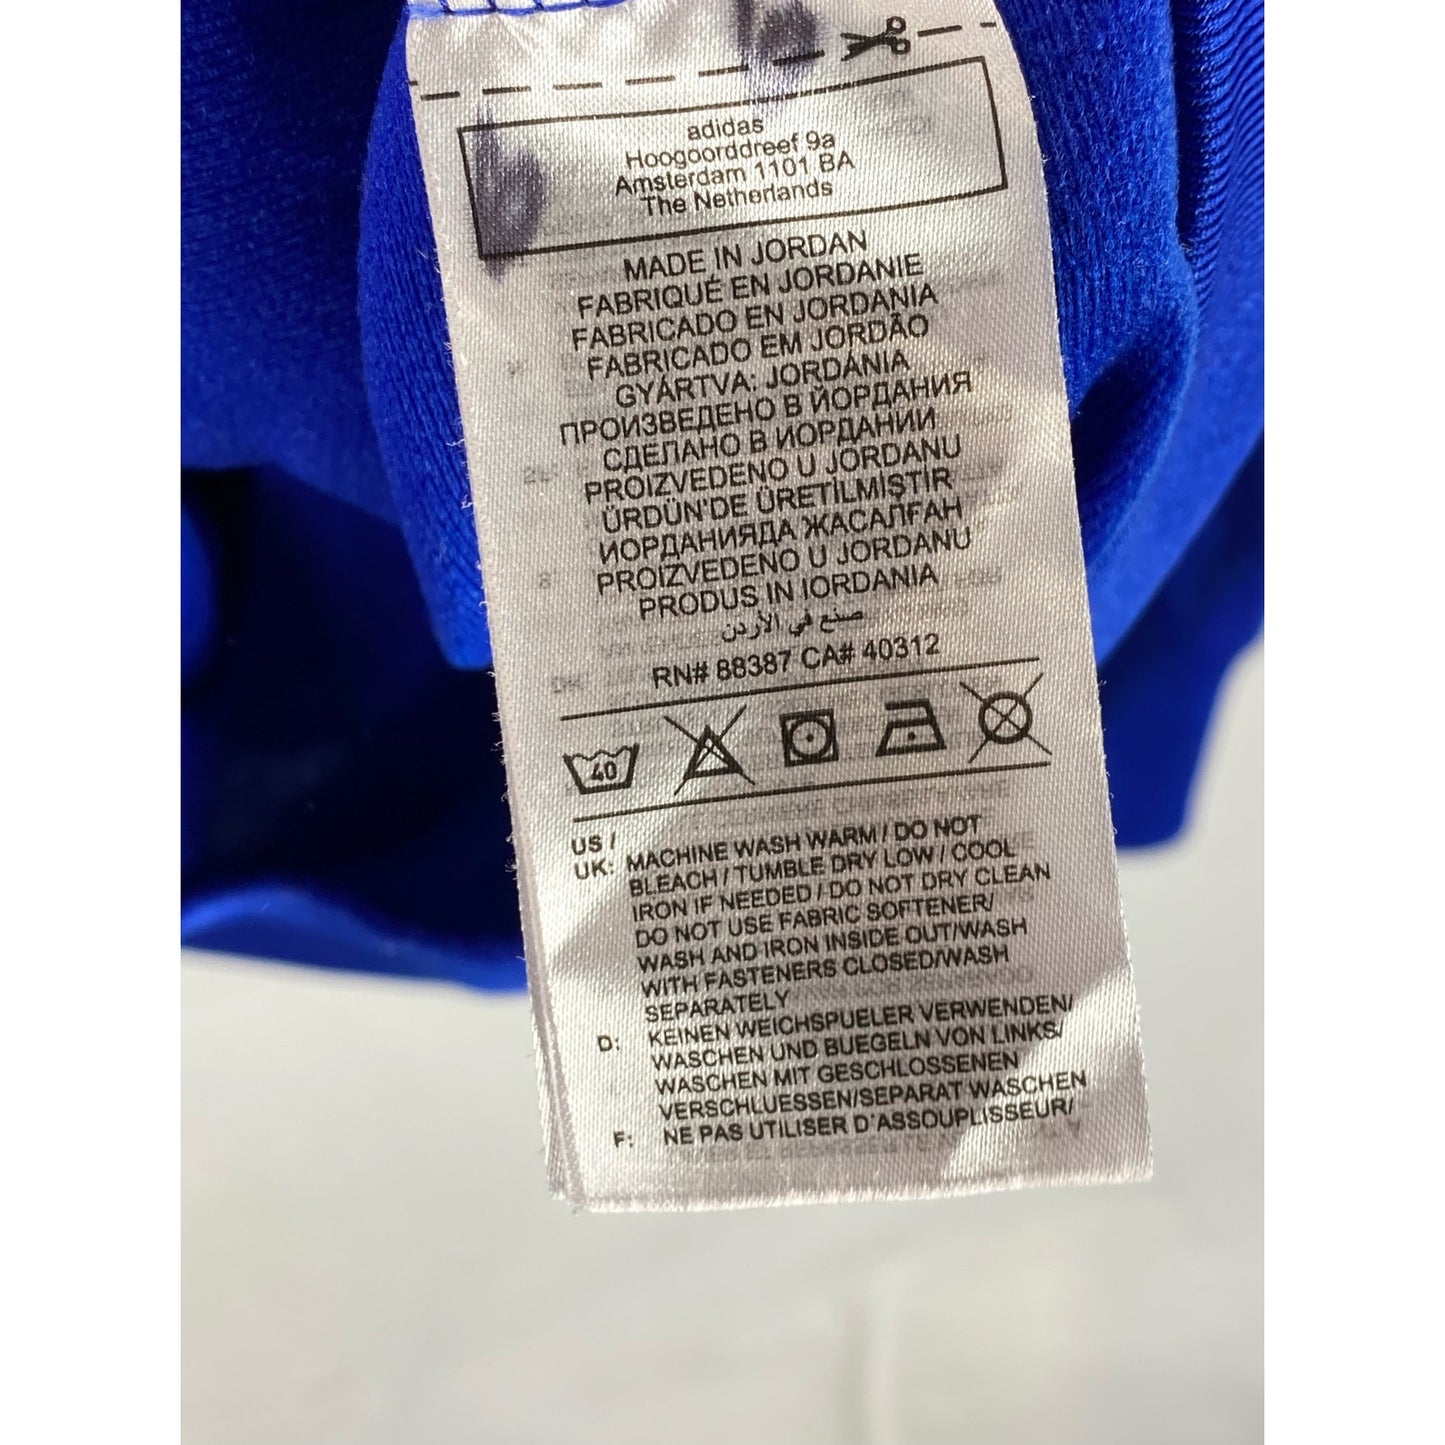 adidas
Hoogoorddreef 9a
Amsterdam 1101 BA
The Netherlands
MADE IN JORDAN
FABRIQUÉ EN JORDANIE
FABRICADO EN JORDANIA
FABRICADO EM JORDÃO
GYÁRTVA: JORDÁNIA
ПРОИЗВЕДЕНО В ЙОРДАНИЯ
СДЕЛАНО В ИОРДАНИИ
PROIZVEDENO U JORDANU
ÜRDÜN'DE ÜRETİLMİŞTİR
ИОРДАНИЯДА ЖАСАЛҒАН
PROIZVEDENO U JORDANU
PRODUS IN IORDANIA
صنع في الأردن
RN# 88387 CA# 40312
40
US / UK: MACHINE WASH WARM / DO NOT
BLEACH / TUMBLE DRY LOW / COOL
IRON IF NEEDED / DO NOT DRY CLEAN
DO NOT USE FABRIC SOFTENER/
WASH AND IRON INSIDE OUT/WASH
WITH FASTENERS CLOSED/WASH
SEPARATELY
D: KEINEN WEICHSPUELER VERWENDEN/
WASCHEN UND BUEGELN VON LINKS/
WASCHEN MIT GESCHLOSSENEN
VERSCHLUESSEN/SEPARAT WASCHEN
F: NE PAS UTILISER D'ASSOUPLISSEUR/